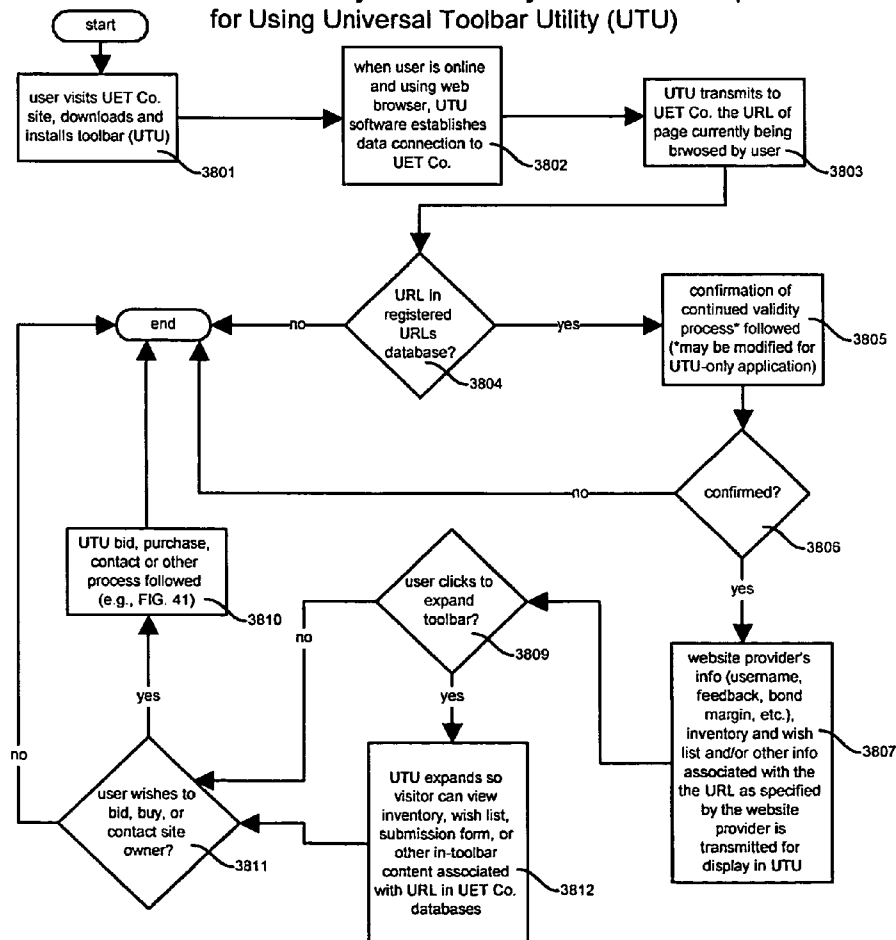 for Using Universal Toolbar Utility (UTU)
start
user visits UET Co.
site, downloads and
installs toolbar (UTU)
3801
when user is online
and using web
browser, UTU
software establishes
data connection to
UET Co.
3802
UTU transmits to
UET Co. the URL of
page currently being
brwosed by user
3803
URL in
registered
URLs
database?
3804
no
yes
end
confirmation of
continued validity
process* followed
(*may be modified for
UTU-only application)
3805
confirmed?
3806
no
yes
website provider's
info (username,
feedback, bond
margin, etc.),
inventory and wish
list and/or other info
associated with the
the URL as specified
by the website
provider is
transmitted for
display in UTU
3807
user clicks to
expand
toolbar?
3809
no
yes
UTU expands so
visitor can view
inventory, wish list,
submission form, or
other in-toolbar
content associated
with URL in UET Co.
databases
3812
UTU bid, purchase,
contact or other
process followed
(e.g., FIG. 41)
3810
yes
no
user wishes to
bid, buy, or
contact site
owner?
3811